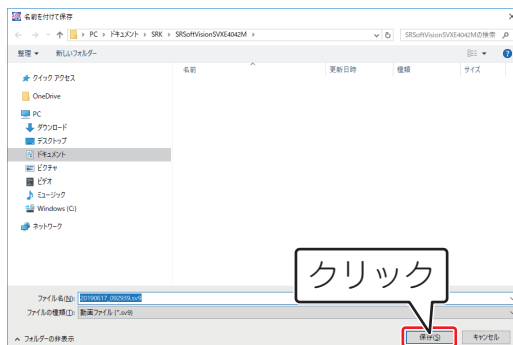 名前を付けて保存
PC > ドキュメント > SRK > SRSoftVisionSVXE4042M >
SRSoftVisionSVXE4042Mの検索
整理 新しいフォルダー
名前 更新日時 種類 サイズ
クイック アクセス
OneDrive
PC
ダウンロード
デスクトップ
ドキュメント
ピクチャ
ビデオ
ミュージック
Windows (C:)
ネットワーク
クリック
ファイル名(N): 20190617_092939.sv9
ファイルの種類(T): 動画ファイル (*.sv9)
フォルダーの非表示
保存(S) キャンセル